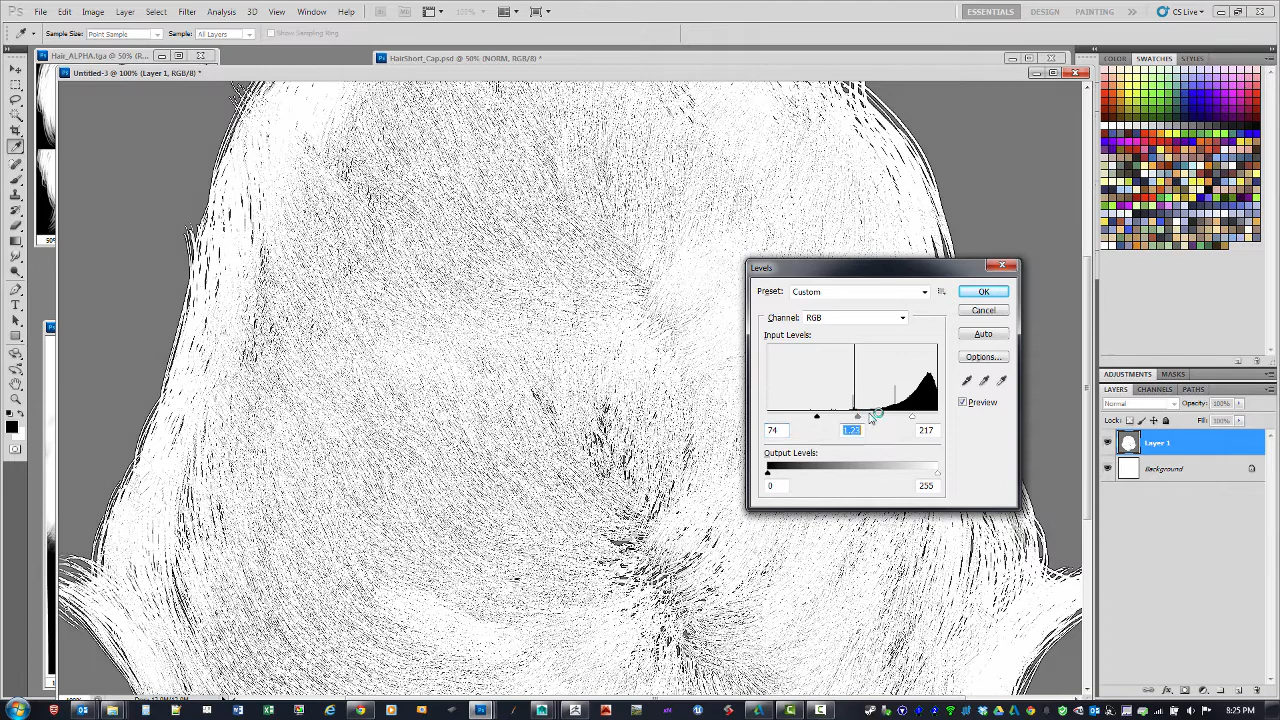 Ps File Edit Image Layer Select Filter Analysis 3D View Window Help
100%
ESSENTIALS DESIGN PAINTING CS Live
Sample Size: Point Sample Sample: All Layers Show Sampling Ring
Hair_ALPHA.tga @ 50% (R...
HairShort_Cap.psd @ 50% (NORM, RGB/8) *
Untitled-3 @ 100% (Layer 1, RGB/8) *
COLOR SWATCHES STYLES
Levels
Preset: Custom
OK
Channel: RGB
Cancel
Input Levels:
Auto
Options...
Preview
74 1.23 217
Output Levels:
0 255
ADJUSTMENTS MASKS
LAYERS CHANNELS PATHS
Normal Opacity: 100%
Lock: Fill: 100%
Layer 1
Background
8:25 PM